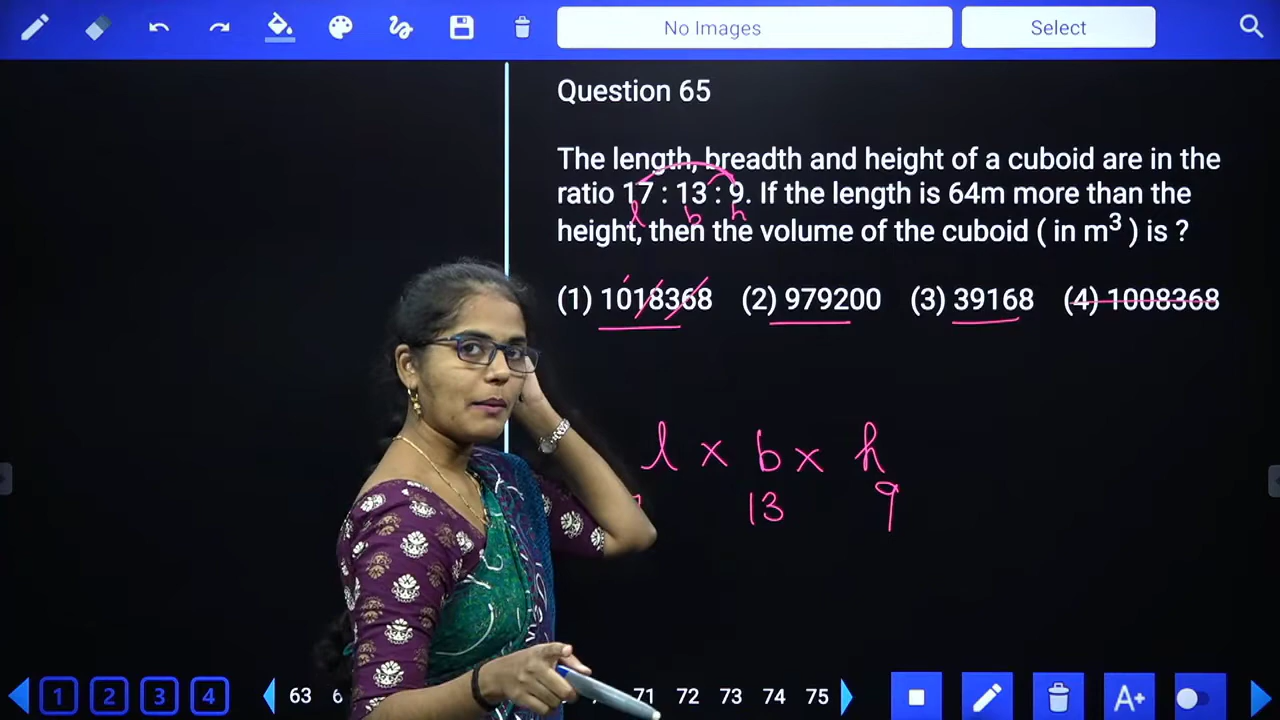 No Images
Select
Question 65
The length, breadth and height of a cuboid are in the
ratio 17 : 13 : 9. If the length is 64m more than the
l b h
height, then the volume of the cuboid ( in m³ ) is ?
(1) 1018368 (2) 979200 (3) 39168 (4) 1008368
l × b × h
13 9
1 2 3 4 63 6 71 72 73 74 75 A+